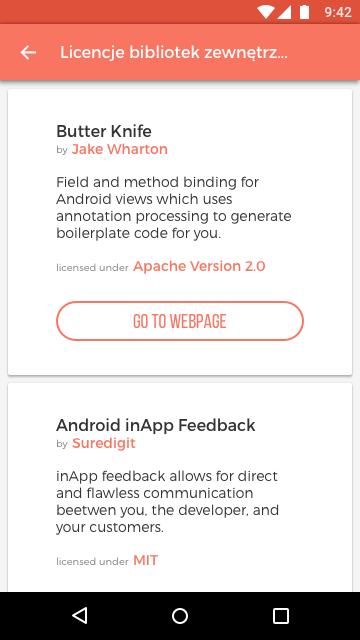 9:42
Licencje bibliotek zewnętrz...
Butter Knife
by Jake Wharton
Field and method binding for
Android views which uses
annotation processing to generate
boilerplate code for you.
licensed under Apache Version 2.0
GO TO WEBPAGE
Android inApp Feedback
by Suredigit
inApp feedback allows for direct
and flawless communication
beetwen you, the developer, and
your customers.
licensed under MIT